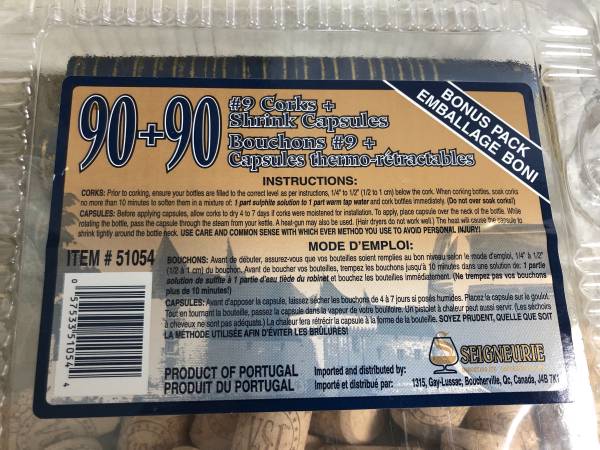 90+90
#9 Corks +
Shrink Capsules
Bouchons #9 +
Capsules thermo-rétractables
BONUS PACK
EMBALLAGE BONI
INSTRUCTIONS:
CORKS: Prior to corking, ensure your bottles are filled to the correct level as per instructions, 1/4" to 1/2" (1/2 to 1 cm) below the cork. When corking bottles, soak corks
no more than 10 minutes to soften them in a mixture of: 1 part sulphite solution to 1 part warm tap water and cork bottles immediately. (Do not over soak corks!)
CAPSULES: Before applying capsules, allow corks to dry 4 to 7 days if corks were moistened for installation. To apply, place capsule over the neck of the bottle. While
rotating the bottle, pass the capsule through the steam from your kettle. A heat-gun may also be used. (Hair dryers do not work well.) The heat will cause the capsule to
shrink tightly around the bottle neck. USE CARE AND COMMON SENSE WITH WHICH EVER METHOD YOU USE TO AVOID PERSONAL INJURY!
MODE D'EMPLOI:
ITEM # 51054
BOUCHONS: Avant de débuter, assurez-vous que vos bouteilles soient remplies au bon niveau selon le mode d'emploi, 1/4" à 1/2"
(1/2 à 1 cm) du bouchon. Avant de boucher vos bouteilles, trempez les bouchons jusqu'à 10 minutes dans une solution de: 1 partie
solution de sulfite à 1 partie d'eau tiède du robinet et bouchez les bouteilles immédiatement. (Ne trempez pas vos bouchons
plus de 10 minutes!)
CAPSULES: Avant d'apposer la capsule, laissez sécher les bouchons de 4 à 7 jours si posés humides. Placez la capsule sur le goulot.
Tout en tournant la bouteille, passez la capsule dans la vapeur de votre bouilloire. Un pistolet à chaleur peut aussi servir. (Les séchoirs
à cheveux ne sont pas adéquats.) La chaleur fera rétrécir la capsule à la forme de la bouteille. SOYEZ PRUDENT, QUELLE QUE SOIT
LA MÉTHODE UTILISÉE AFIN D'ÉVITER LES BRÛLURES!
0 57533 51054 4
PRODUCT OF PORTUGAL
PRODUIT DU PORTUGAL
Imported and distributed by:
Importé et distribué par:
SEIGNEURIE
1315, Gay-Lussac, Boucherville, Qc, Canada, J4B 7K1